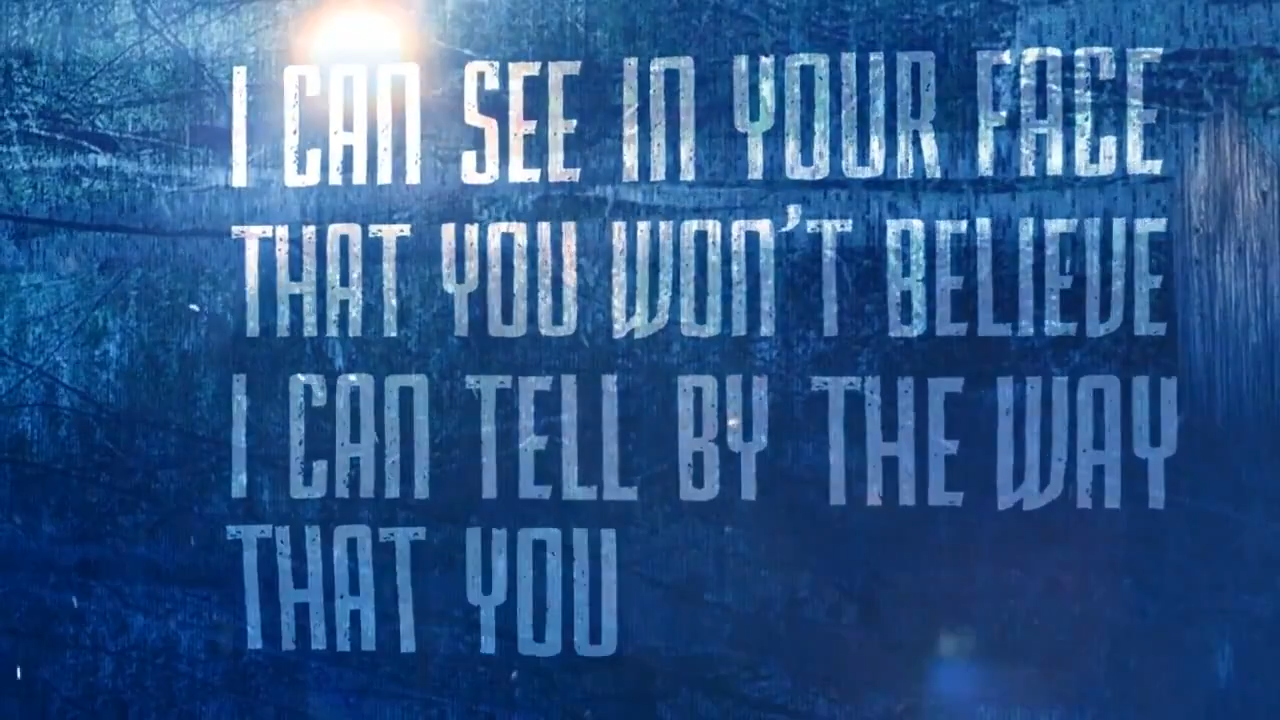 I CAN SEE IN YOUR FACE
THAT YOU WON'T BELIEVE
I CAN TELL BY THE WAY
THAT YOU